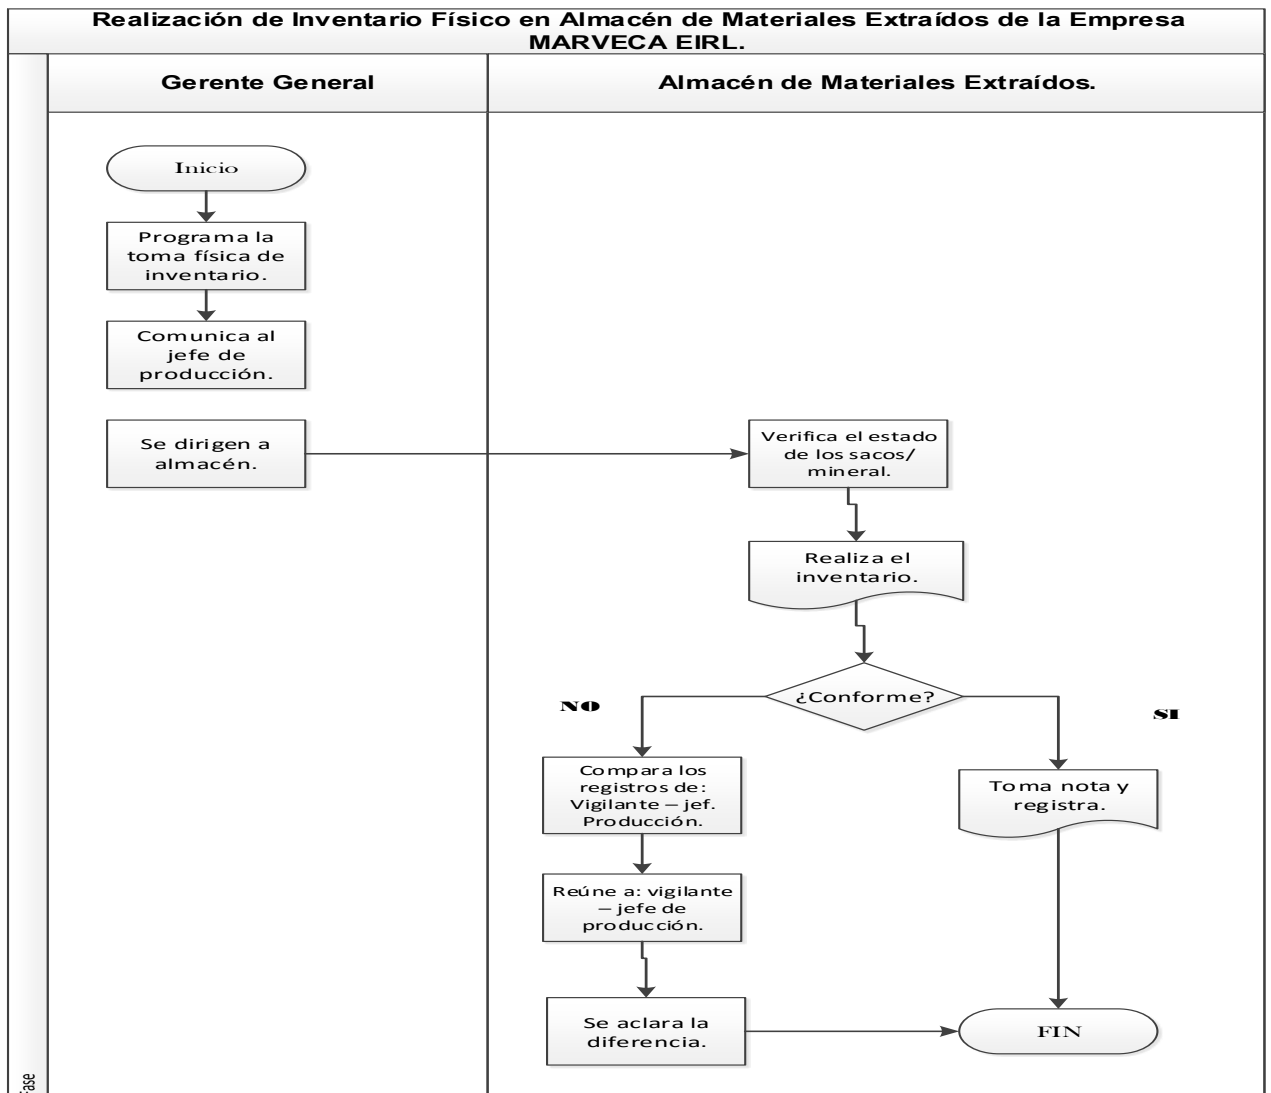 Realización de Inventario Físico en Almacén de Materiales Extraídos de la Empresa
MARVECA EIRL.
Gerente General
Almacén de Materiales Extraídos.
Inicio
Programa la
toma física de
inventario.
Comunica al
jefe de
producción.
Se dirigen a
almacén.
Verifica el estado
de los sacos/
mineral.
Realiza el
inventario.
¿Conforme?
NO
SI
Compara los
registros de:
Vigilante – jef.
Producción.
Toma nota y
registra.
Reúne a: vigilante
– jefe de
producción.
Se aclara la
diferencia.
FIN
Fase